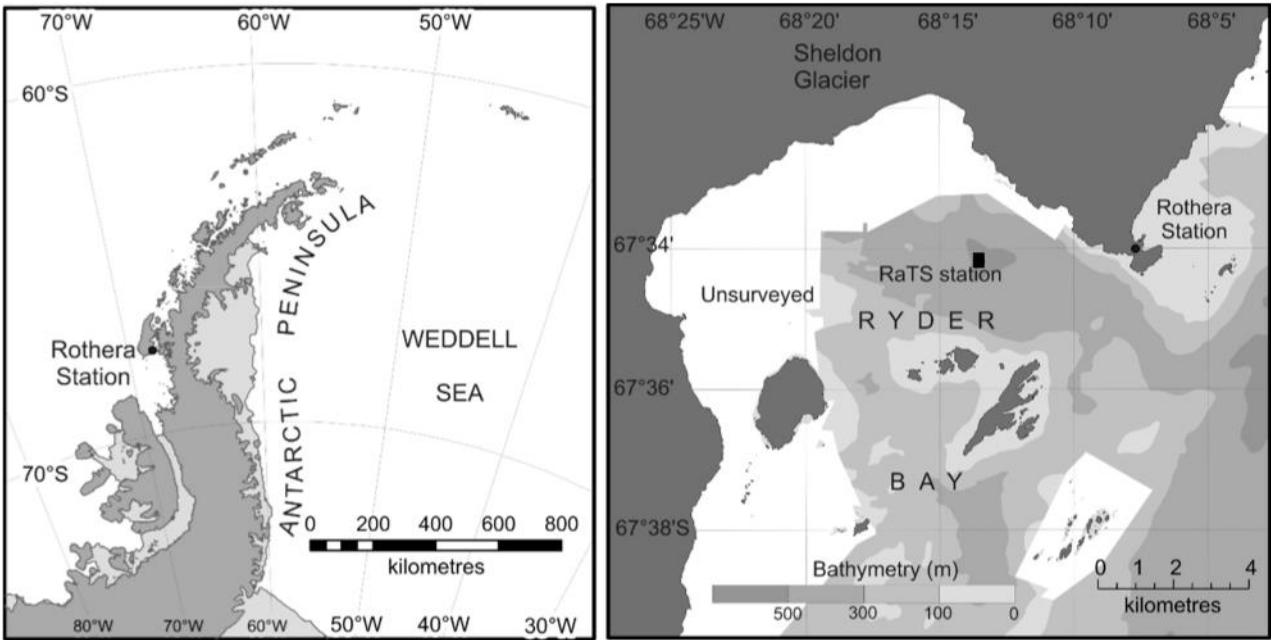 70°W
60°W
50°W
60°S
Rothera
Station
ANTARCTIC PENINSULA
WEDDELL
SEA
70°S
0 200 400 600 800
kilometres
80°W 70°W 60°W 50°W 40°W 30°W
68°25'W 68°20' 68°15' 68°10' 68°5'
Sheldon
Glacier
Rothera
Station
67°34'
RaTS station
Unsurveyed
RYDER
67°36'
BAY
67°38'S
Bathymetry (m)
500 300 100 0
0 1 2 4
kilometres